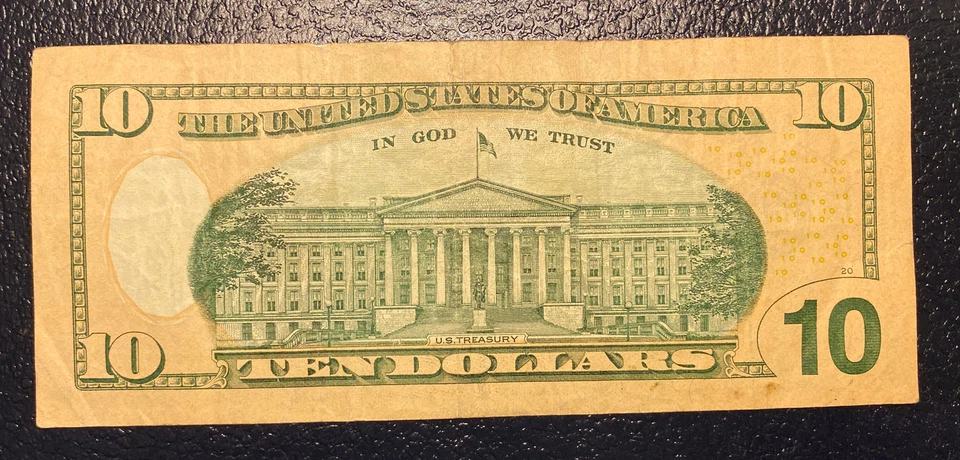 10 THE UNITED STATES OF AMERICA 10
IN GOD WE TRUST
20
U.S. TREASURY
10 TEN DOLLARS 10